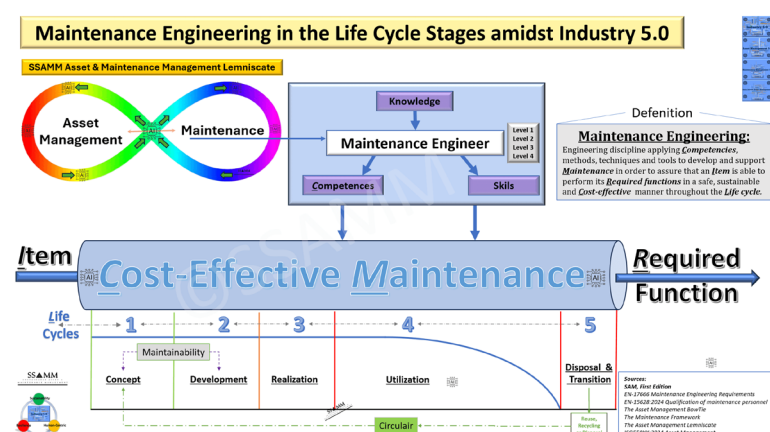 Maintenance Engineering in the Life Cycle Stages amidst Industry 5.0
SSAMM Asset & Maintenance Management Lemniscate
Asset
Management
Maintenance
AI
Knowledge
Maintenance Engineer
Level 1
Level 2
Level 3
Level 4
Competences
Skils
Defenition
Maintenance Engineering:
Engineering discipline applying Competencies,
methods, techniques and tools to develop and support
Maintenance in order to assure that an Item is able to
perform its Required functions in a safe, sustainable
and Cost-effective manner throughout the Life cycle.
©SSAMM
Item
AI
Cost-Effective Maintenance
AI
Required
Function
Life
Cycles
1
2
3
4
5
Maintainability
Concept
Development
Realization
Utilization
Disposal &
Transition
SSAMM
SSAMM
Circulair
Reuse,
Recycling
Sources:
SAM, First Edition
EN-17666 Maintenance Engineering Requirements
EN-15628:2024 Qualification of maintenance personnel
The Asset Management BowTie
The Maintenance Framework
The Asset Management Lemniscate